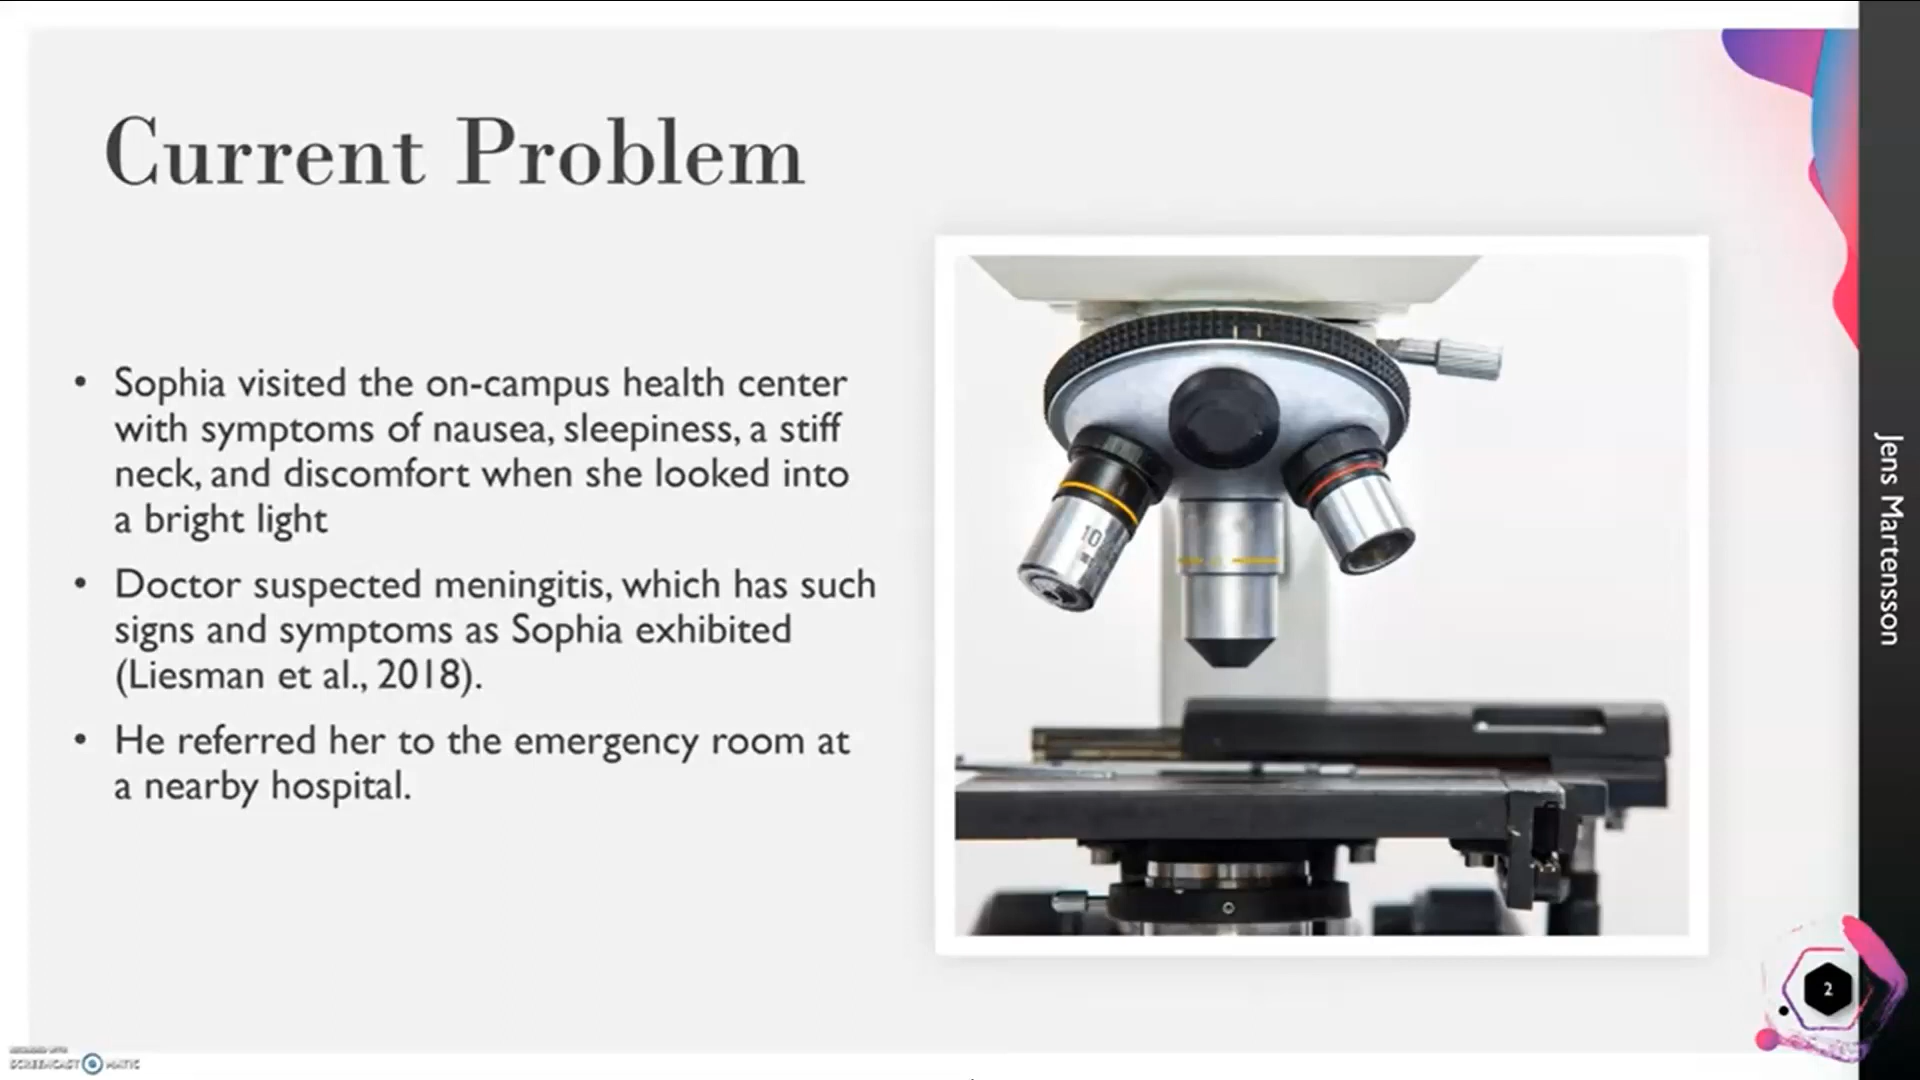 Current Problem
• Sophia visited the on-campus health center
with symptoms of nausea, sleepiness, a stiff
neck, and discomfort when she looked into
a bright light
• Doctor suspected meningitis, which has such
signs and symptoms as Sophia exhibited
(Liesman et al., 2018).
• He referred her to the emergency room at
a nearby hospital.
10
Jens Martensson
2
SCREENCAST MATIC